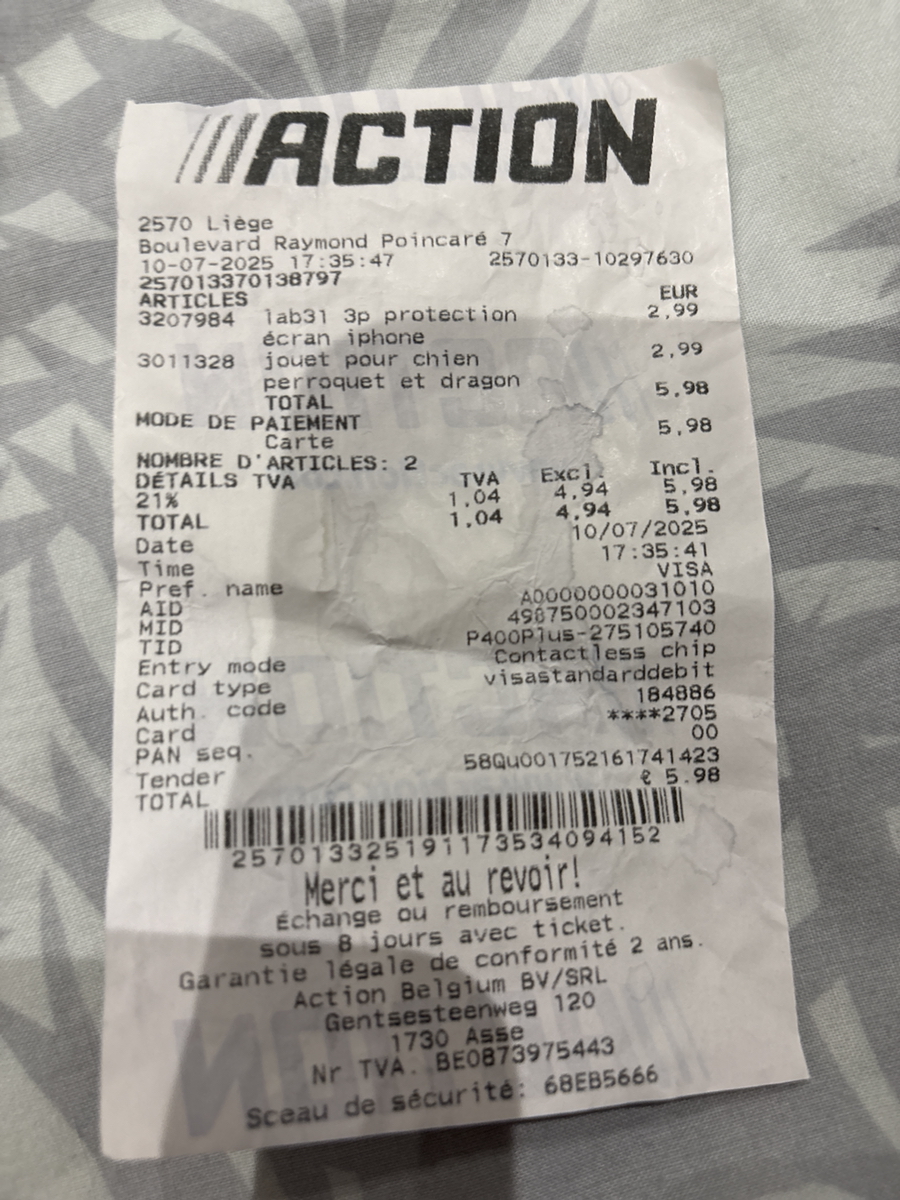 ACTION
2570 Liège
Boulevard Raymond Poincaré 7
10-07-2025 17:35:47 2570133-10297630
257013370138797
ARTICLES EUR
3207984 lab31 3p protection 2,99
écran iphone
3011328 jouet pour chien 2,99
perroquet et dragon
TOTAL 5,98
MODE DE PAIEMENT
Carte 5,98
NOMBRE D'ARTICLES: 2
DÉTAILS TVA TVA Excl. Incl.
21% 1,04 4,94 5,98
TOTAL 1,04 4,94 5,98
Date 10/07/2025
Time 17:35:41
Pref. name VISA
AID A0000000031010
MID 498750002347103
TID P400Plus-275105740
Entry mode Contactless chip
Card type visastandarddebit
Auth. code 184886
Card ****2705
PAN seq. 00
Tender 58Qu001752161741423
TOTAL € 5.98
257013325191173534094152
Merci et au revoir!
Échange ou remboursement
sous 8 jours avec ticket.
Garantie légale de conformité 2 ans.
Action Belgium BV/SRL
Gentsesteenweg 120
1730 Asse
Nr TVA. BE0873975443
Sceau de sécurité: 68EB5666